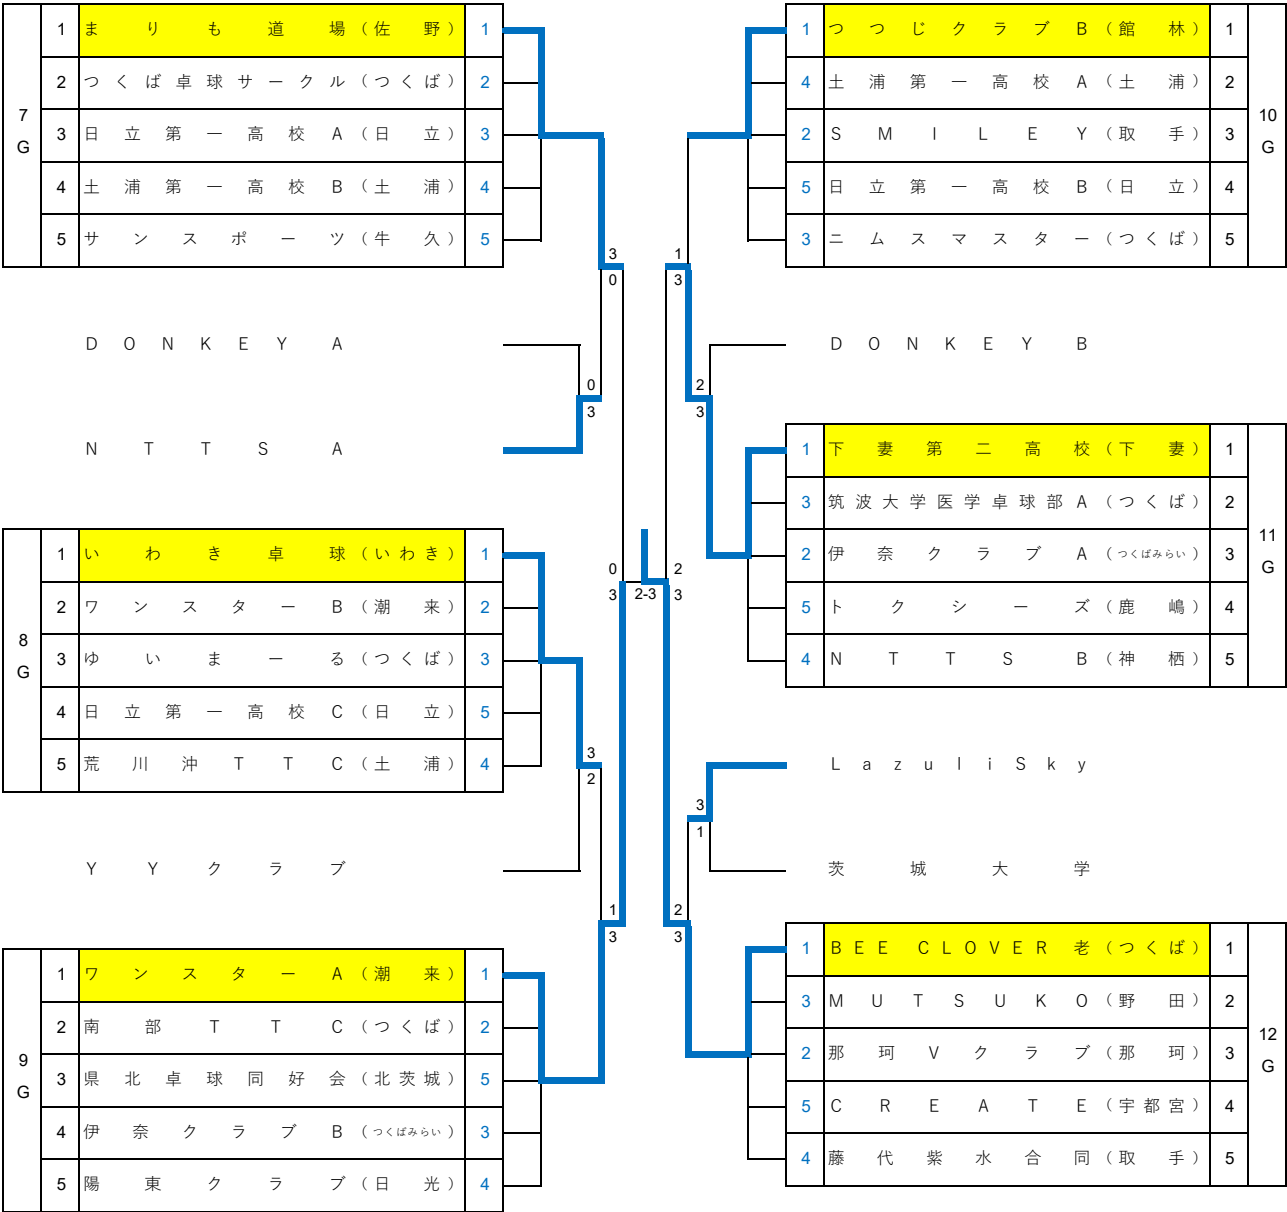 7 G
1 まりも道場(佐野) 1
2 つくば卓球サークル(つくば) 2
3 日立第一高校A(日立) 3
4 土浦第一高校B(土浦) 4
5 サンスポーツ(牛久) 5
3
0
DONKEYA
0
3
NTTSA
8 G
1 いわき卓球(いわき) 1
2 ワンスターB(潮来) 2
3 ゆいまーる(つくば) 3
4 日立第一高校C(日立) 5
5 荒川沖TTC(土浦) 4
0
3
3
2
YYクラブ
1
3
9 G
1 ワンスターA(潮来) 1
2 南部TTC(つくば) 2
3 県北卓球同好会(北茨城) 5
4 伊奈クラブB(つくばみらい) 3
5 陽東クラブ(日光) 4
2-3
1 つつじクラブB(館林) 1
4 土浦第一高校A(土浦) 2
2 SMILEY(取手) 3
5 日立第一高校B(日立) 4
3 ニムスマスター(つくば) 5
10 G
1
3
DONKEYB
2
3
1 下妻第二高校(下妻) 1
3 筑波大学医学卓球部A(つくば) 2
2 伊奈クラブA(つくばみらい) 3
5 トクシーズ(鹿嶋) 4
4 NTTSB(神栖) 5
11 G
2
3
LazuliSky
3
1
茨城大学
2
3
1 BEE CLOVER 老(つくば) 1
3 MUTSUKO(野田) 2
2 那珂Vクラブ(那珂) 3
5 CREATE(宇都宮) 4
4 藤代紫水合同(取手) 5
12 G